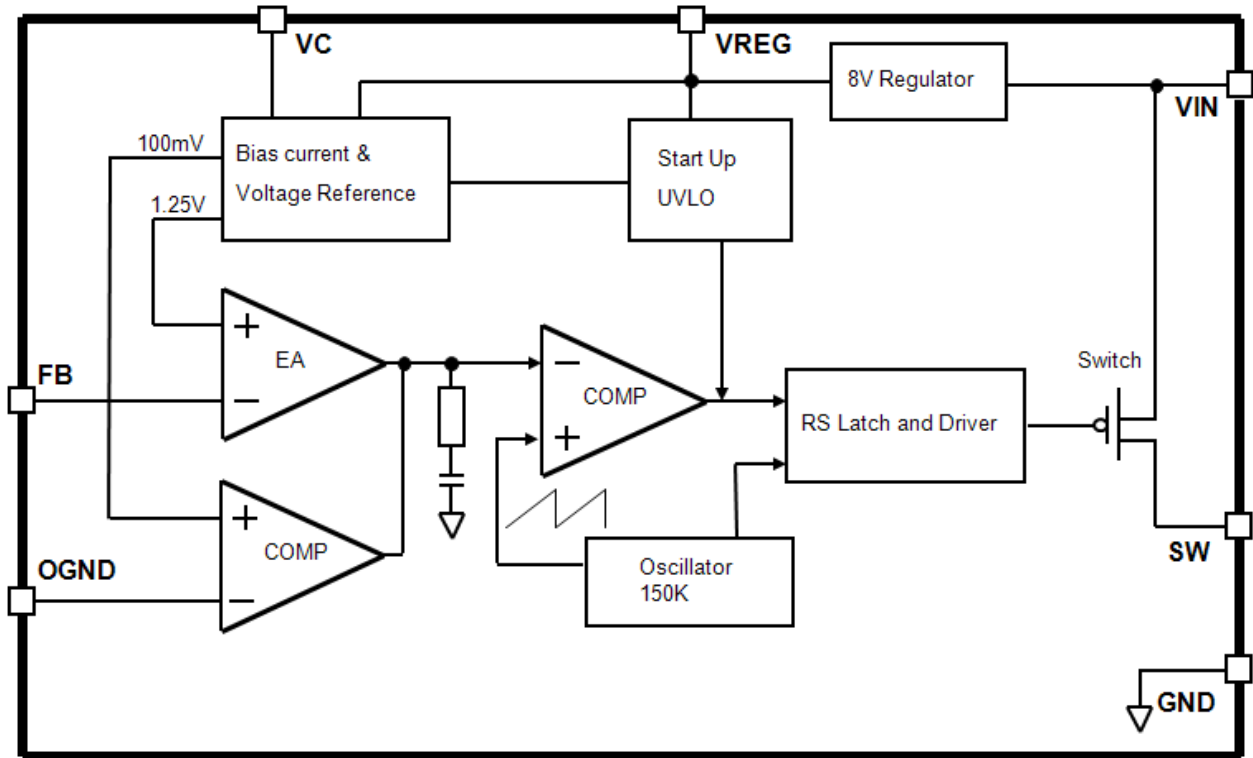 VC
VREG
8V Regulator
VIN
100mV
Bias current &
Voltage Reference
Start Up
UVLO
1.25V
+
EA
−
FB
−
COMP
+
Switch
RS Latch and Driver
+
COMP
−
OGND
Oscillator
150K
SW
GND